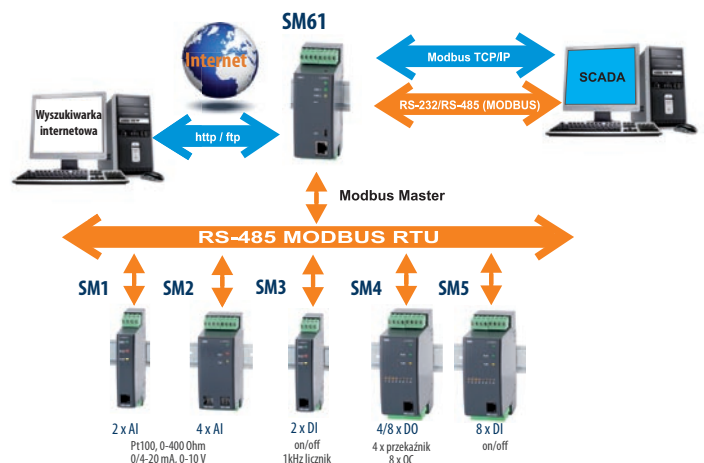 SM61
Internet
Modbus TCP/IP
SCADA
RS-232/RS-485 (MODBUS)
Wyszukiwarka
internetowa
http / ftp
Modbus Master
RS-485 MODBUS RTU
SM1
SM2
SM3
SM4
SM5
2 x AI
4 x AI
2 x DI
4/8 x DO
8 x DI
Pt100, 0-400 Ohm
0/4-20 mA, 0-10 V
on/off
1kHz licznik
4 x przekaźnik
8 x OC
on/off